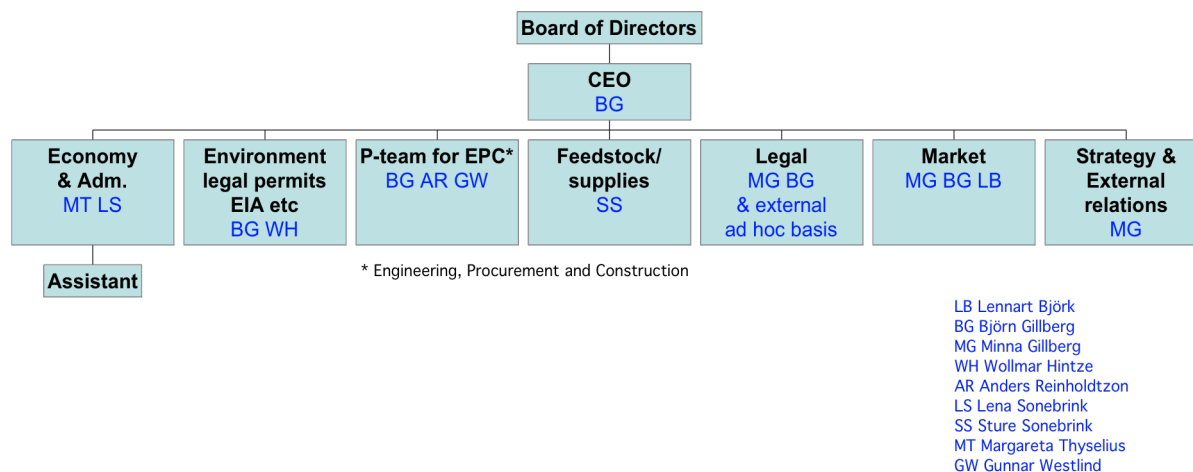 Board of Directors
CEO
BG
Economy
& Adm.
MT LS
Environment
legal permits
EIA etc
BG WH
P-team for EPC*
BG AR GW
Feedstock/
supplies
SS
Legal
MG BG
& external
ad hoc basis
Market
MG BG LB
Strategy &
External
relations
MG
Assistant
* Engineering, Procurement and Construction
LB Lennart Björk
BG Björn Gillberg
MG Minna Gillberg
WH Wollmar Hintze
AR Anders Reinholdtzon
LS Lena Sonebrink
SS Sture Sonebrink
MT Margareta Thyselius
GW Gunnar Westlind